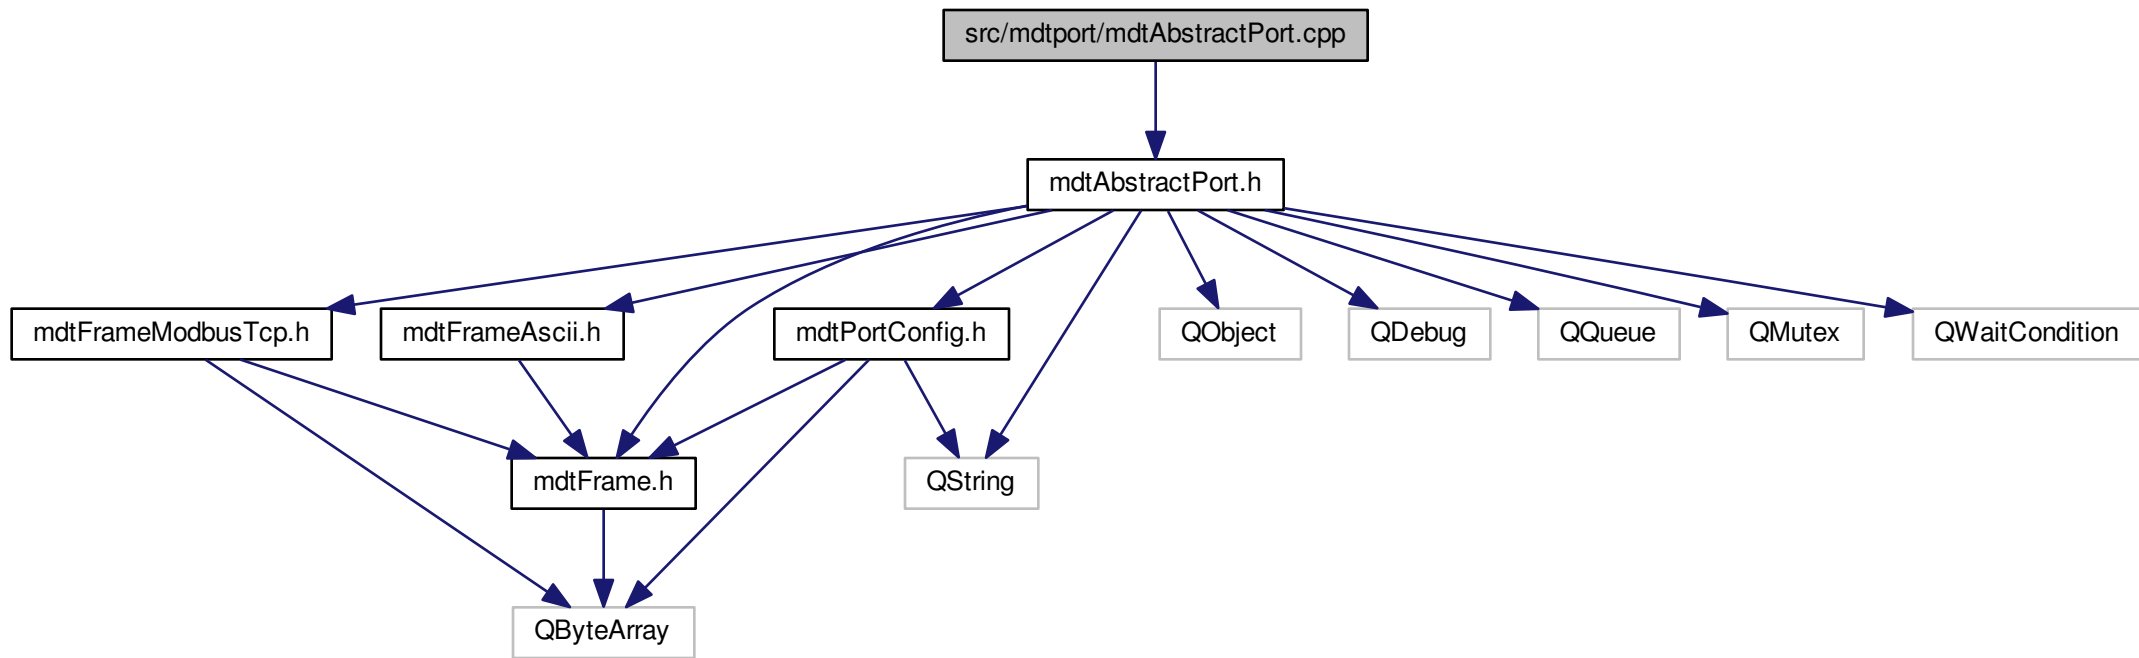 src/mdtport/mdtAbstractPort.cpp
mdtAbstractPort.h
mdtFrameModbusTcp.h
mdtFrameAscii.h
mdtPortConfig.h
QObject
QDebug
QQueue
QMutex
QWaitCondition
mdtFrame.h
QString
QByteArray